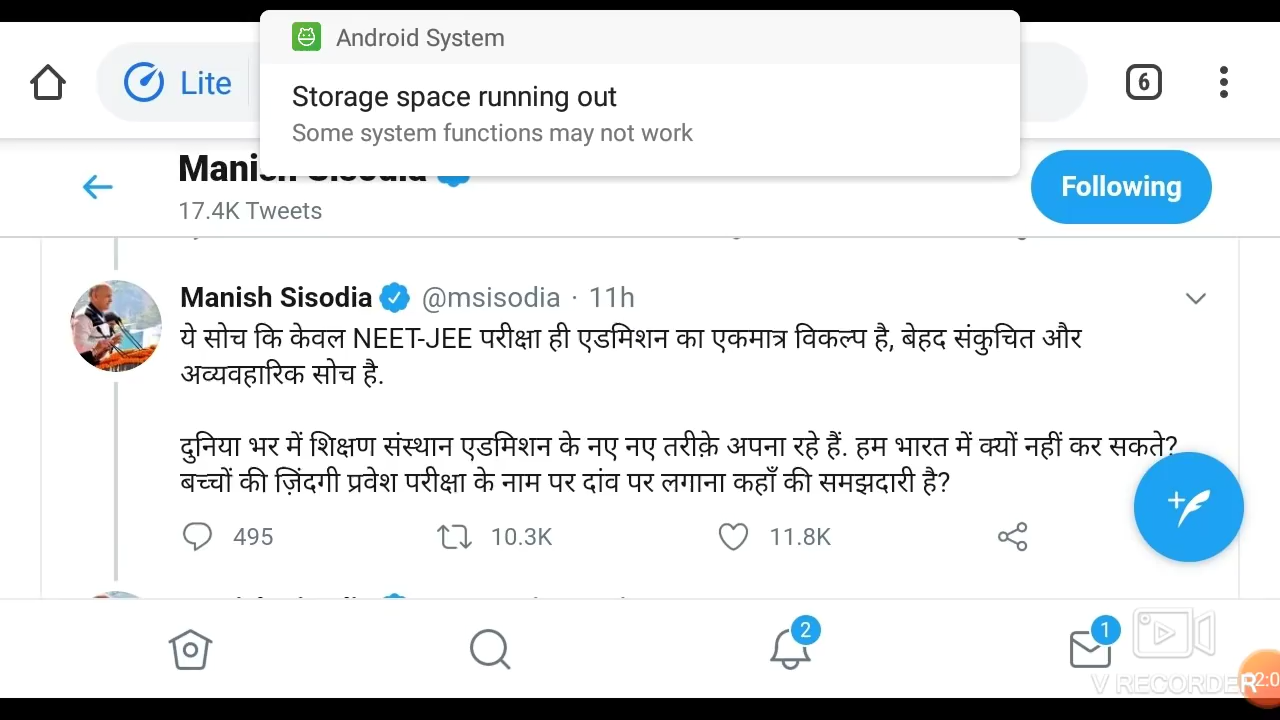 Android System
Lite
6
Storage space running out
Some system functions may not work
Manish Sisodia
17.4K Tweets
Following
Manish Sisodia @msisodia · 11h
ये सोच कि केवल NEET-JEE परीक्षा ही एडमिशन का एकमात्र विकल्प है, बेहद संकुचित और
अव्यवहारिक सोच है.
दुनिया भर में शिक्षण संस्थान एडमिशन के नए नए तरीक़े अपना रहे हैं. हम भारत में क्यों नहीं कर सकते?
बच्चों की ज़िंदगी प्रवेश परीक्षा के नाम पर दांव पर लगाना कहाँ की समझदारी है?
495 10.3K 11.8K
2 1
V RECORDER